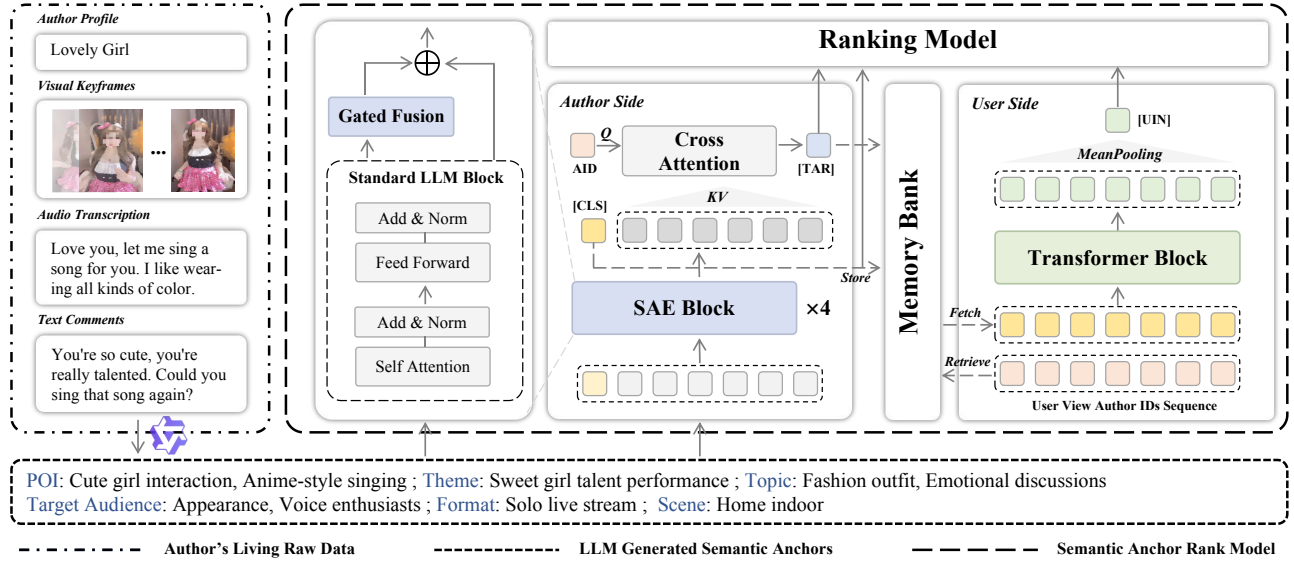 Author Profile
Lovely Girl
Visual Keyframes
...
Audio Transcription
Love you, let me sing a
song for you. I like wear-
ing all kinds of color.
Text Comments
You're so cute, you're
really talented. Could you
sing that song again?
Gated Fusion
Standard LLM Block
Add & Norm
Feed Forward
Add & Norm
Self Attention
Ranking Model
Author Side
AID
Q
Cross
Attention
[TAR]
[CLS]
KV
Store
SAE Block
×4
Memory Bank
User Side
[UIN]
MeanPooling
Transformer Block
Fetch
Retrieve
User View Author IDs Sequence
POI: Cute girl interaction, Anime-style singing ; Theme: Sweet girl talent performance ; Topic: Fashion outfit, Emotional discussions
Target Audience: Appearance, Voice enthusiasts ; Format: Solo live stream ; Scene: Home indoor
Author's Living Raw Data
LLM Generated Semantic Anchors
Semantic Anchor Rank Model